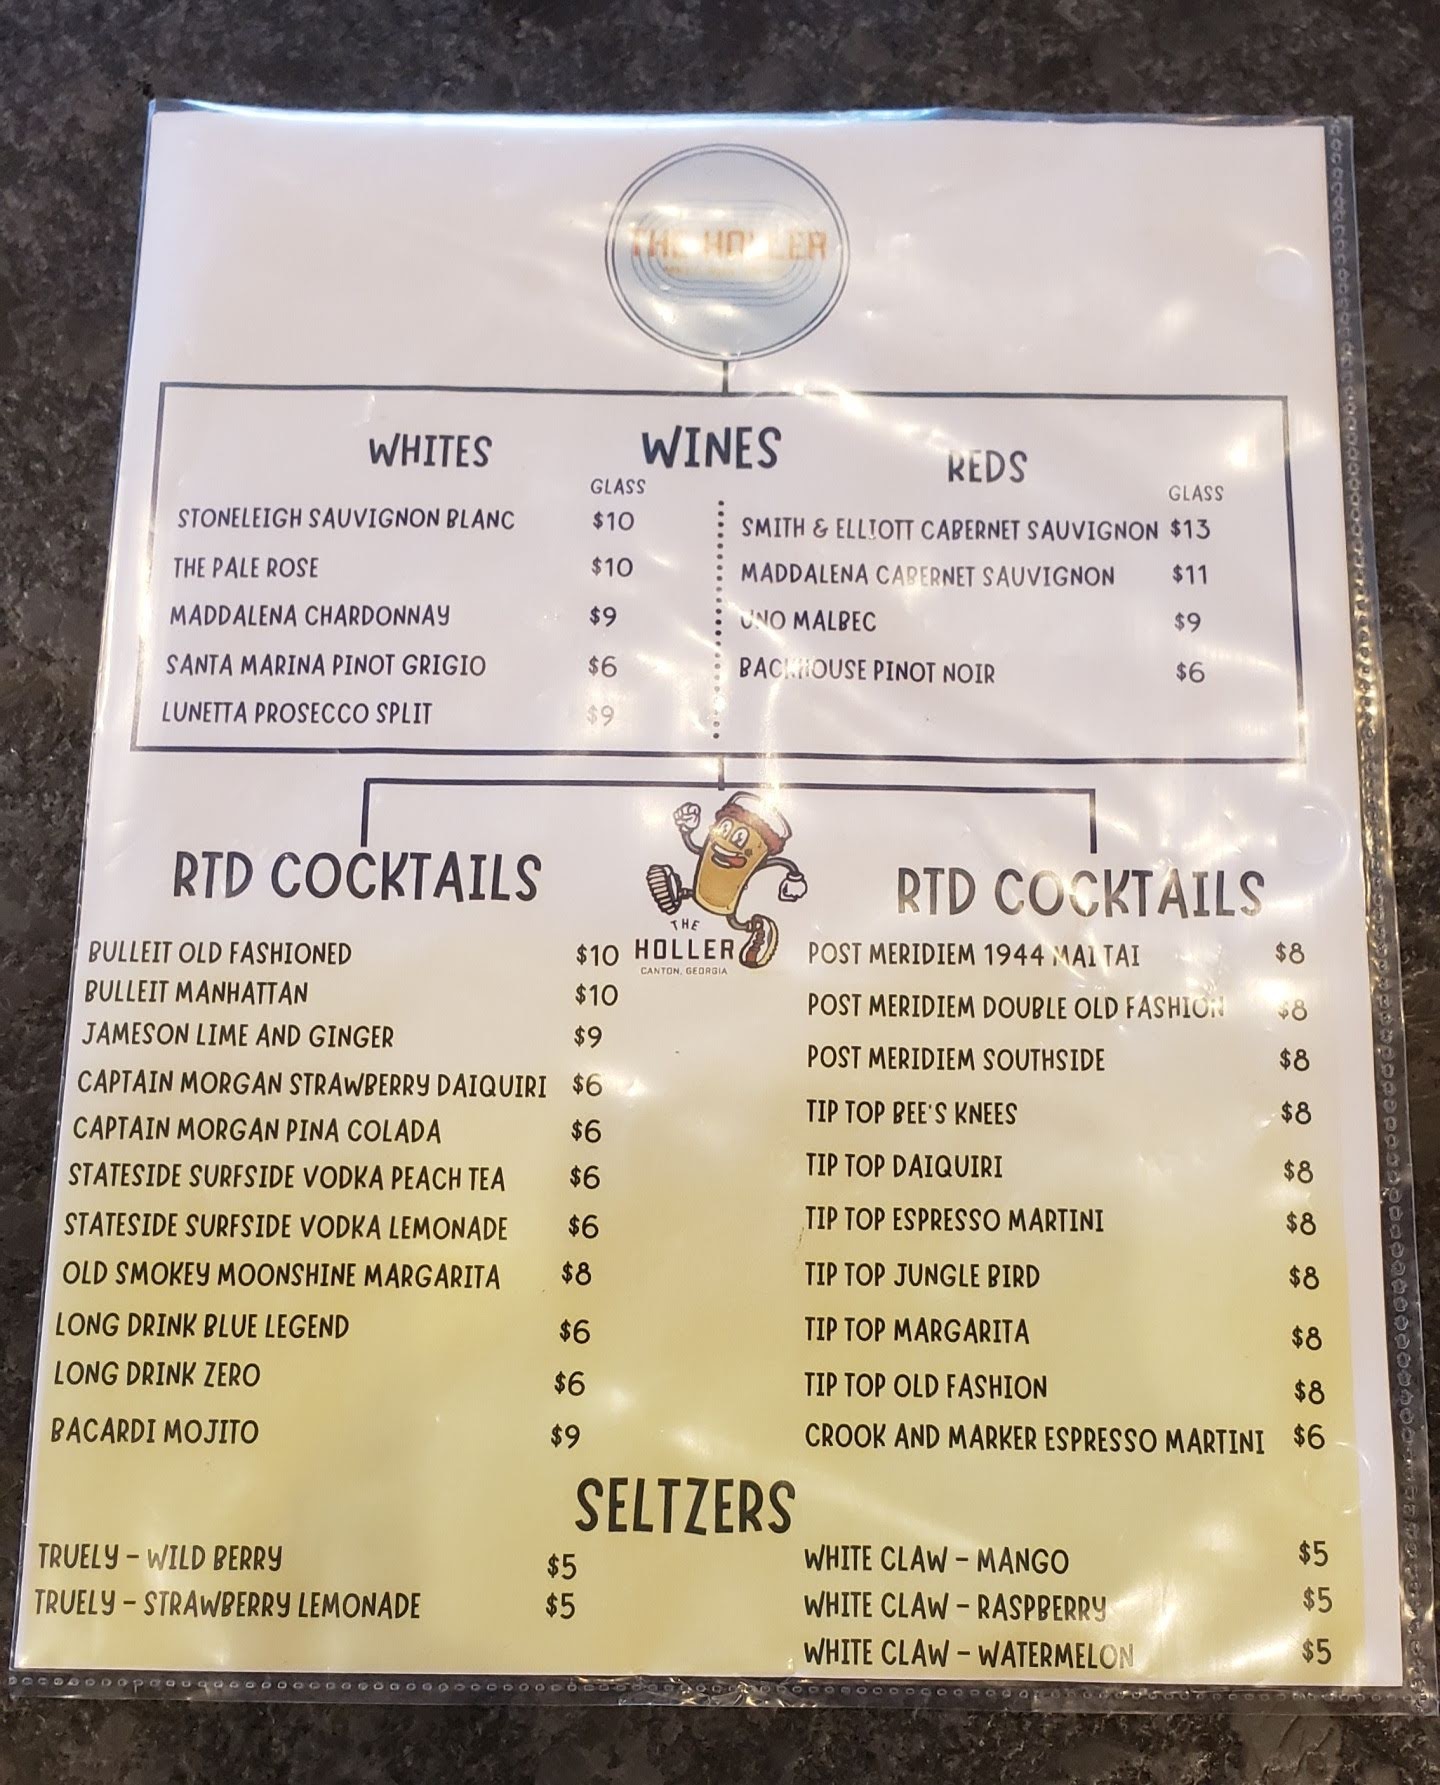 THE HOLLER
WHITES
WINES
REDS
GLASS
GLASS
STONELEIGH SAUVIGNON BLANC $10
THE PALE ROSE $10
MADDALENA CHARDONNAY $9
SANTA MARINA PINOT GRIGIO $6
LUNETTA PROSECCO SPLIT $9
SMITH & ELLIOTT CABERNET SAUVIGNON $13
MADDALENA CABERNET SAUVIGNON $11
UNO MALBEC $9
BACKHOUSE PINOT NOIR $6
THE
HOLLER
CANTON, GEORGIA
RTD COCKTAILS
BULLEIT OLD FASHIONED $10
BULLEIT MANHATTAN $10
JAMESON LIME AND GINGER $9
CAPTAIN MORGAN STRAWBERRY DAIQUIRI $6
CAPTAIN MORGAN PINA COLADA $6
STATESIDE SURFSIDE VODKA PEACH TEA $6
STATESIDE SURFSIDE VODKA LEMONADE $6
OLD SMOKEY MOONSHINE MARGARITA $8
LONG DRINK BLUE LEGEND $6
LONG DRINK ZERO $6
BACARDI MOJITO $9
RTD COCKTAILS
POST MERIDIEM 1944 MAI TAI $8
POST MERIDIEM DOUBLE OLD FASHION $8
POST MERIDIEM SOUTHSIDE $8
TIP TOP BEE'S KNEES $8
TIP TOP DAIQUIRI $8
TIP TOP ESPRESSO MARTINI $8
TIP TOP JUNGLE BIRD $8
TIP TOP MARGARITA $8
TIP TOP OLD FASHION $8
CROOK AND MARKER ESPRESSO MARTINI $6
SELTZERS
TRUELY - WILD BERRY $5
TRUELY - STRAWBERRY LEMONADE $5
WHITE CLAW - MANGO $5
WHITE CLAW - RASPBERRY $5
WHITE CLAW - WATERMELON $5